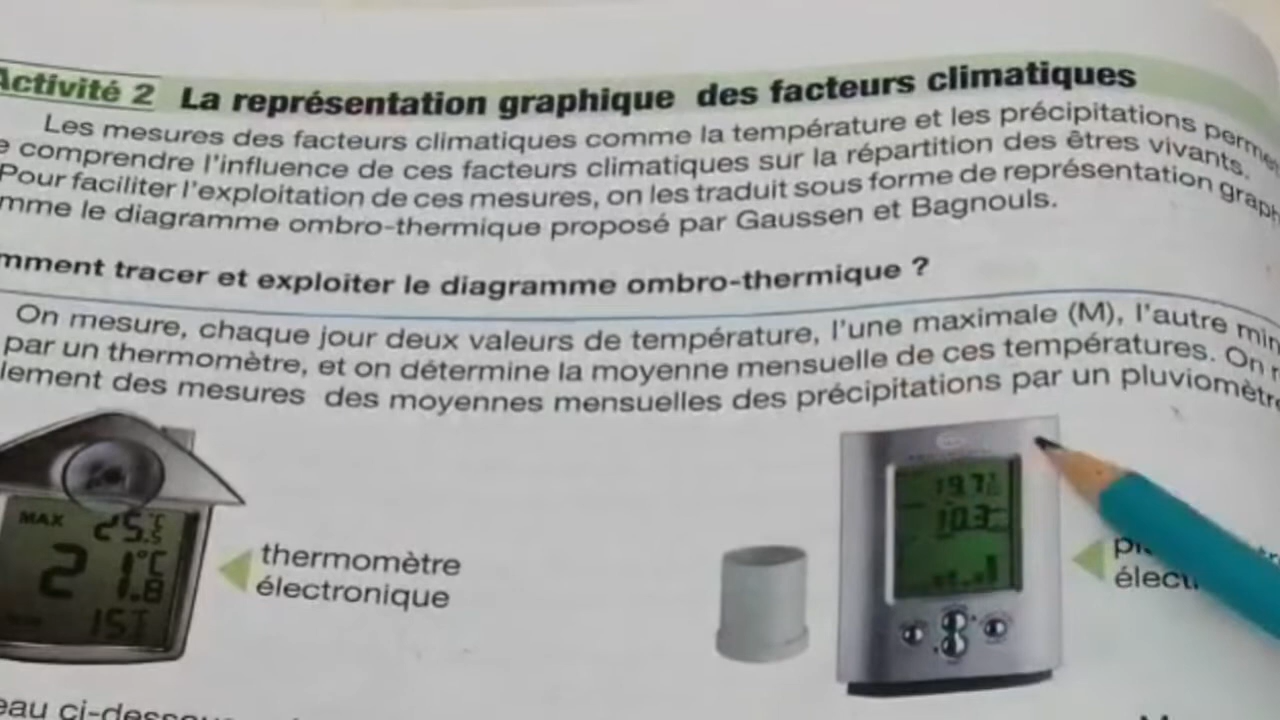 Activité 2 La représentation graphique des facteurs climatiques
Les mesures des facteurs climatiques comme la température et les précipitations
comprendre l'influence de ces facteurs climatiques sur la répartition des êtres vivants.
Pour faciliter l'exploitation de ces mesures, on les traduit sous forme de représentation
le diagramme ombro-thermique proposé par Gaussen et Bagnouls.
tracer et exploiter le diagramme ombro-thermique ?
On mesure, chaque jour deux valeurs de température, l'une maximale (M), l'autre
par un thermomètre, et on détermine la moyenne mensuelle de ces températures. On
des mesures des moyennes mensuelles des précipitations par un
MAX 25.5
21.8 °C
thermomètre
électronique
19.7
10.3